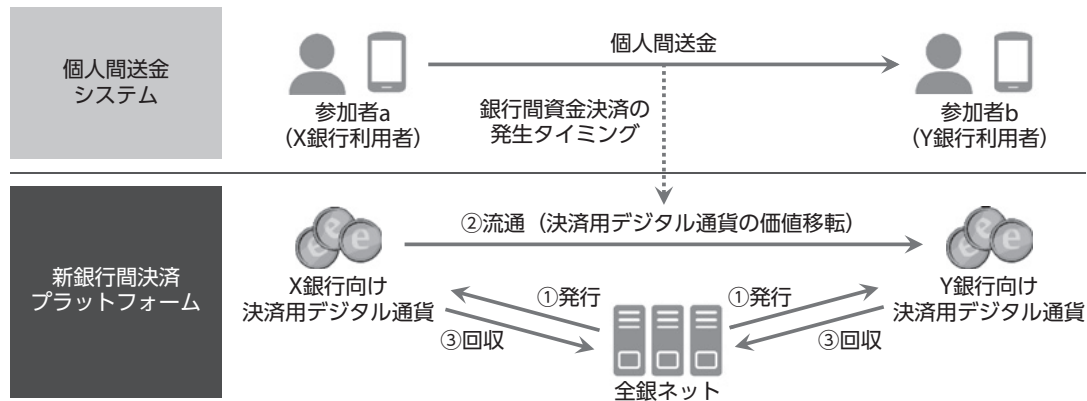 個人間送金
システム
個人間送金
参加者a
(X銀行利用者)
銀行間資金決済の
発生タイミング
参加者b
(Y銀行利用者)
新銀行間決済
プラットフォーム
②流通（決済用デジタル通貨の価値移転）
X銀行向け
決済用デジタル通貨
①発行
③回収
①発行
③回収
Y銀行向け
決済用デジタル通貨
全銀ネット
e
e
e
e